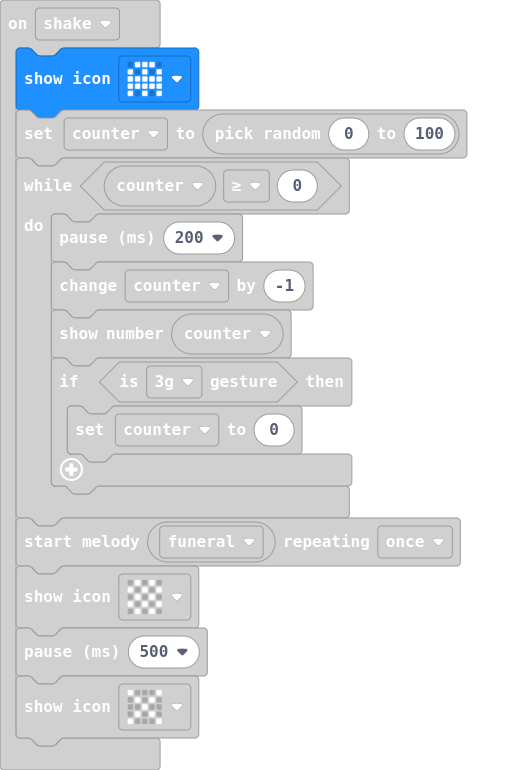 on shake
show icon
set counter to pick random 0 to 100
while counter ≥ 0
do
pause (ms) 200
change counter by -1
show number counter
if is 3g gesture then
set counter to 0
start melody funeral repeating once
show icon
pause (ms) 500
show icon